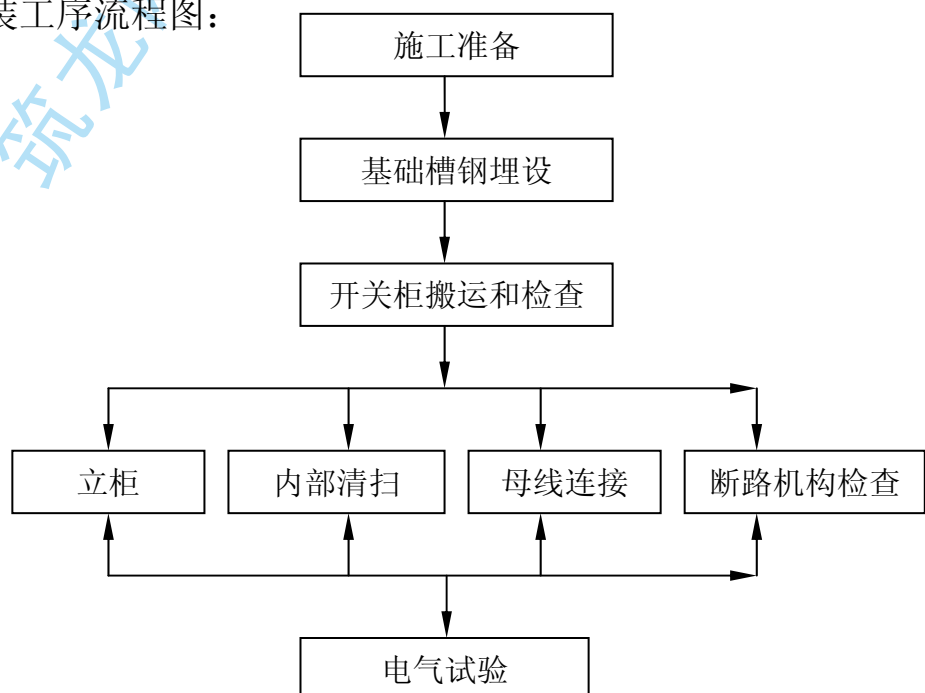 装工序流程图：
施工准备
基础槽钢埋设
开关柜搬运和检查
立柜
内部清扫
母线连接
断路机构检查
电气试验
筑龙